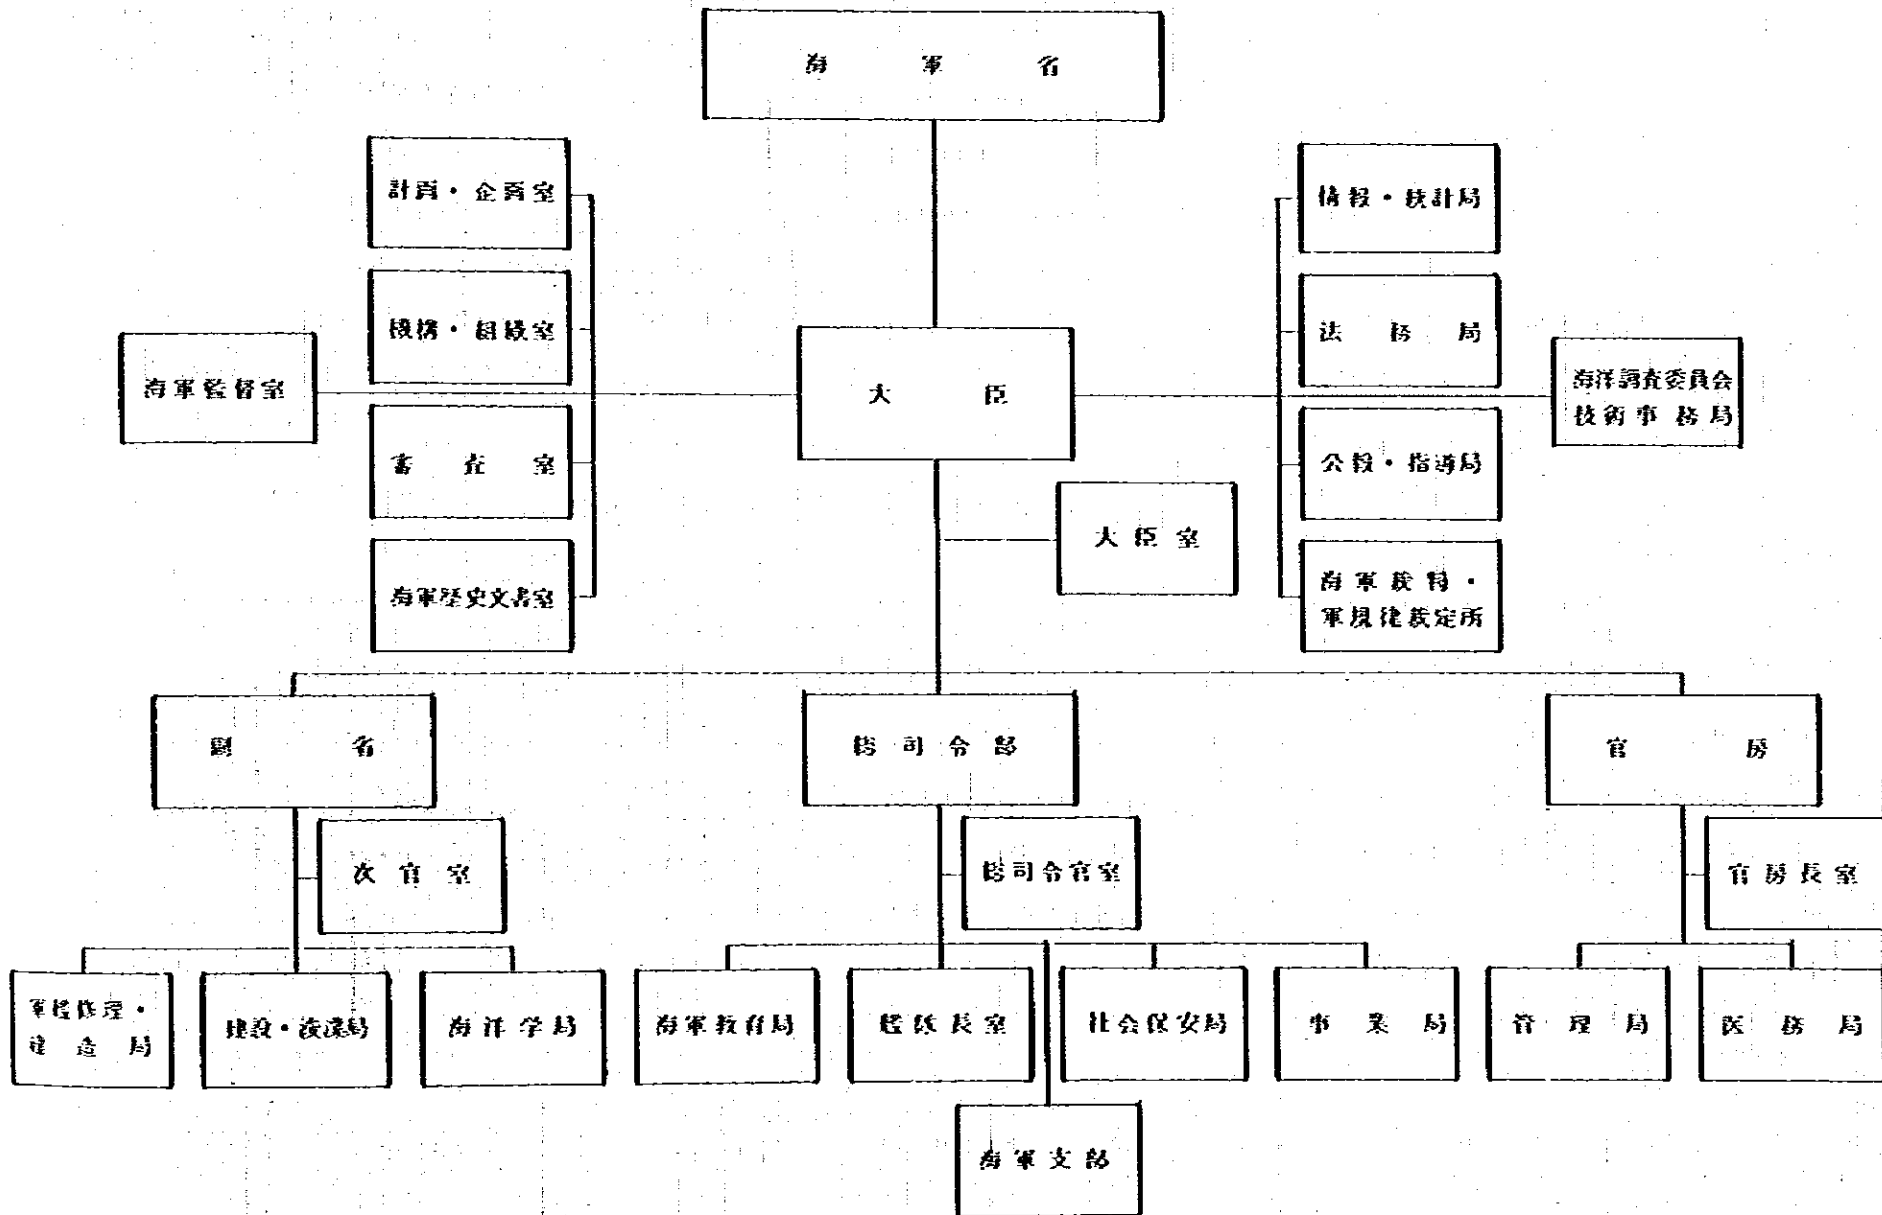 海軍省
計画・企画室
情報・統計局
機構・組織室
法務局
海軍監督室
大臣
海洋調査委員会
技術事務局
審査室
公報・指導局
大臣室
海軍歴史文書室
海軍裁判・
軍規律裁定所
副省
総司令部
官房
次官室
総司令官室
官房長室
軍艦修理・
建造局
建設・浚渫局
海洋学局
海軍教育局
艦隊長室
社会保安局
事業局
管理局
医務局
海軍支部